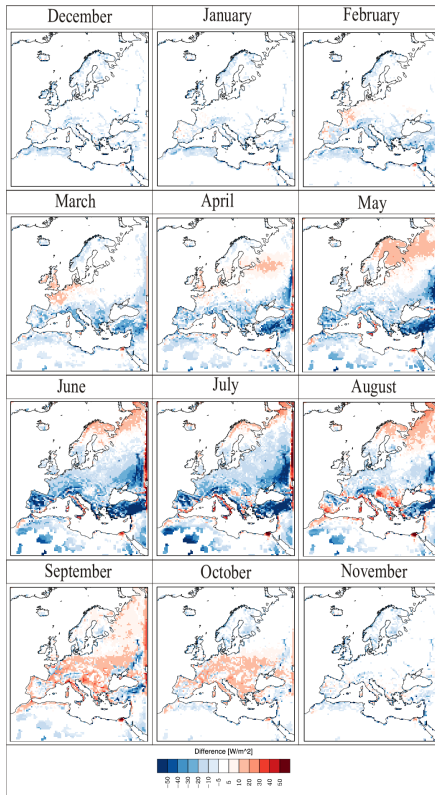 December January February
March April May
June July August
September October November
Difference [W/m^2]
-50 -40 -30 -20 -10 -5 5 10 20 30 40 50